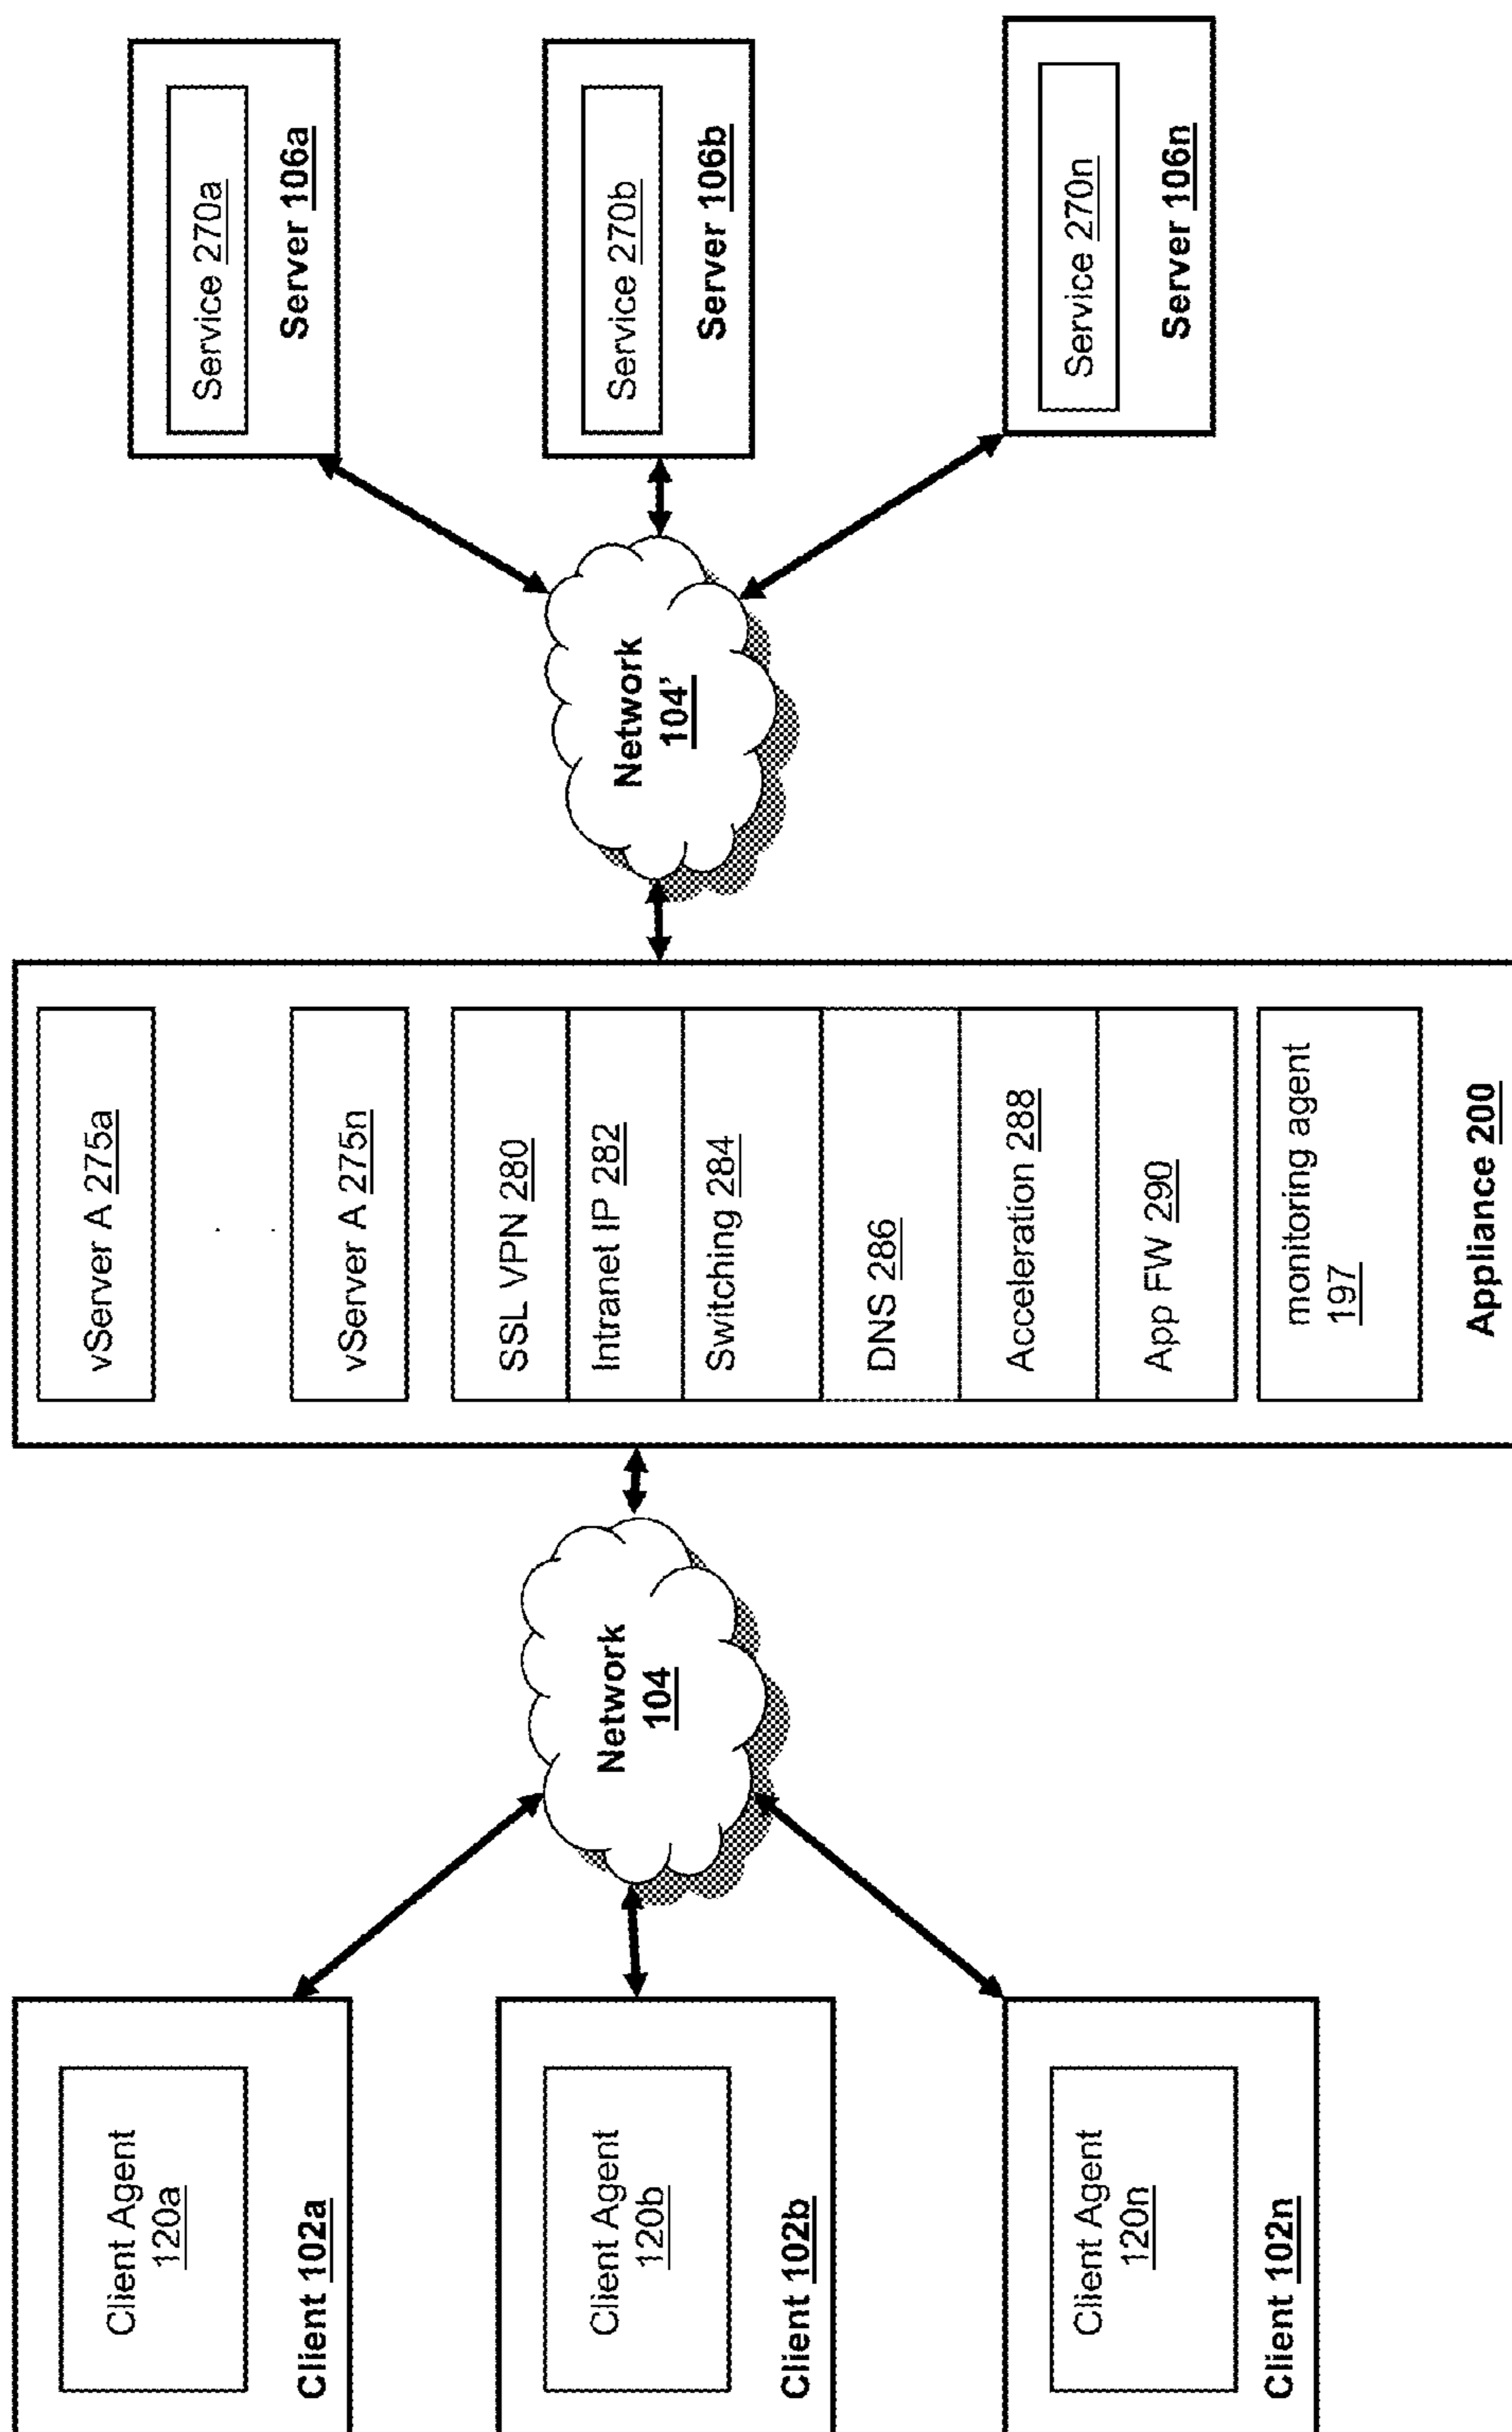 Client Agent
120a
Client 102a
Client Agent
120b
Client 102b
Client Agent
120n
Client 102n
Network
104
vServer A 275a
vServer A 275n
SSL VPN 280
Intranet IP 282
Switching 284
DNS 286
Acceleration 288
App FW 290
monitoring agent
197
Appliance 200
Network
104’
Service 270a
Server 106a
Service 270b
Server 106b
Service 270n
Server 106n